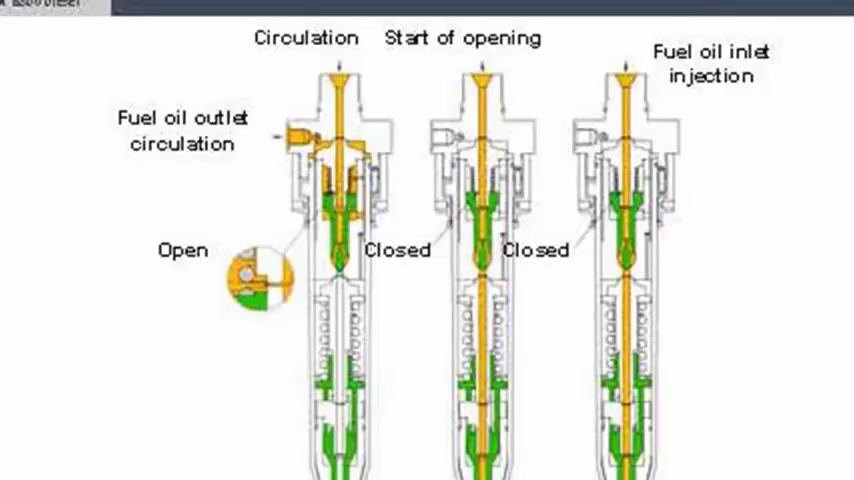 Circulation
Start of opening
Fuel oil inlet
injection
Fuel oil outlet
circulation
Open
Closed
Closed